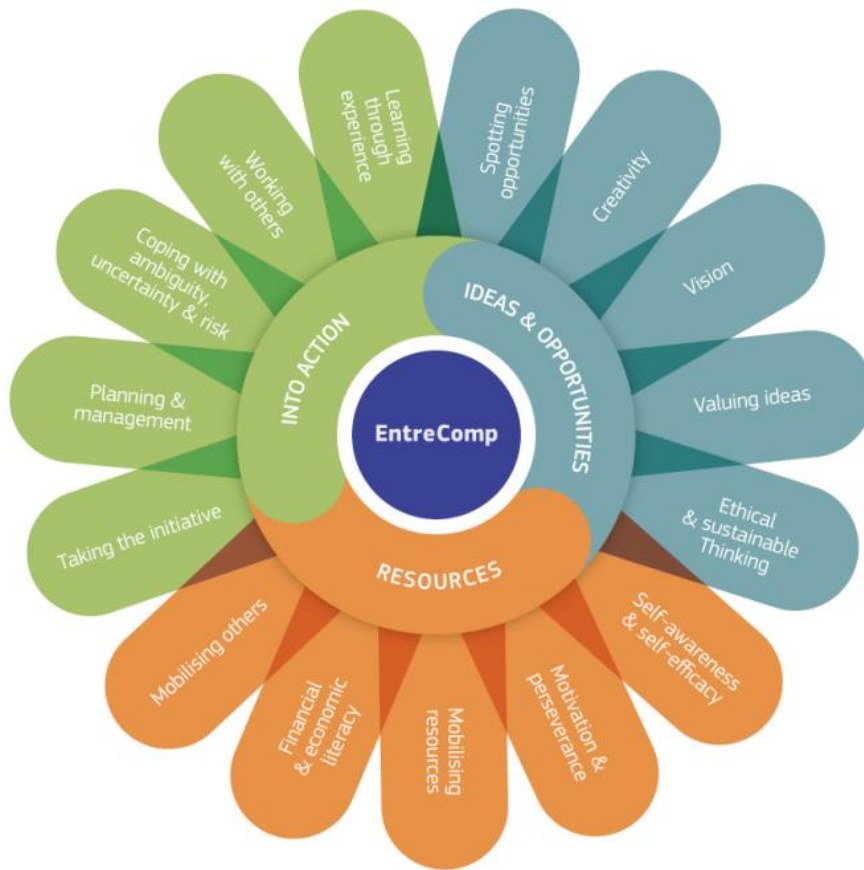 EntreComp
IDEAS & OPPORTUNITIES
Spotting
opportunities
Creativity
Vision
Valuing ideas
Ethical
& sustainable
Thinking
RESOURCES
Self-awareness
& self-efficacy
Motivation &
perseverance
Mobilising
resources
Financial
& economic
literacy
Mobilising others
INTO ACTION
Taking the initiative
Planning &
management
Coping with
ambiguity,
uncertainty & risk
Working
with others
Learning
through
experience